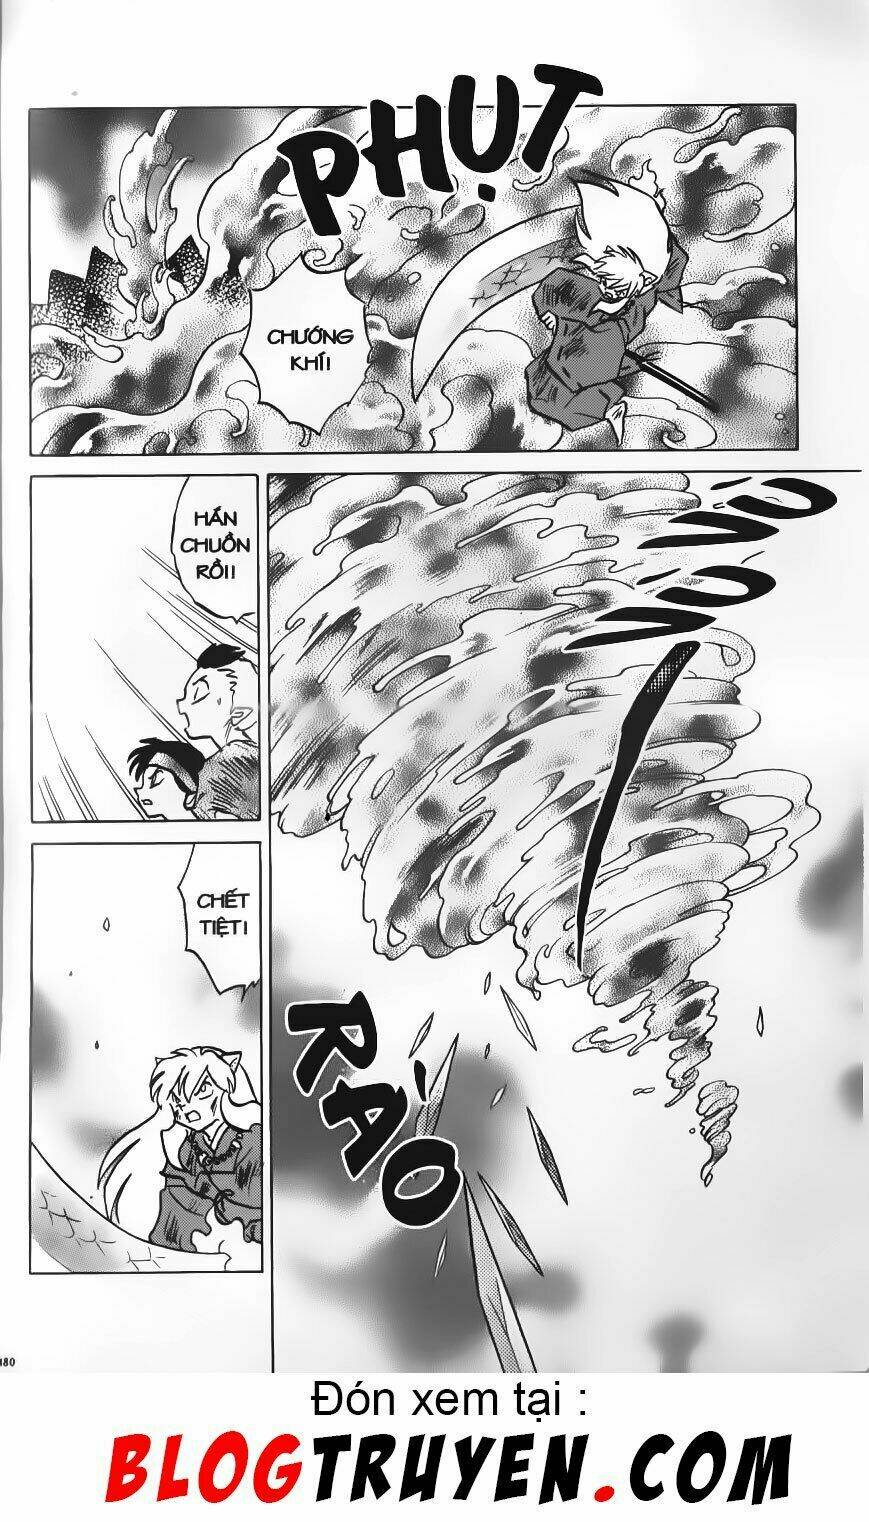 PHỤT
CHƯỚNG
KHÍ!
HẮN
CHUỒN
RỒI!
VÙ VÙ
CHẾT
TIỆT!
RÀO
180
Đón xem tại :
BLOGTRUYEN.COM